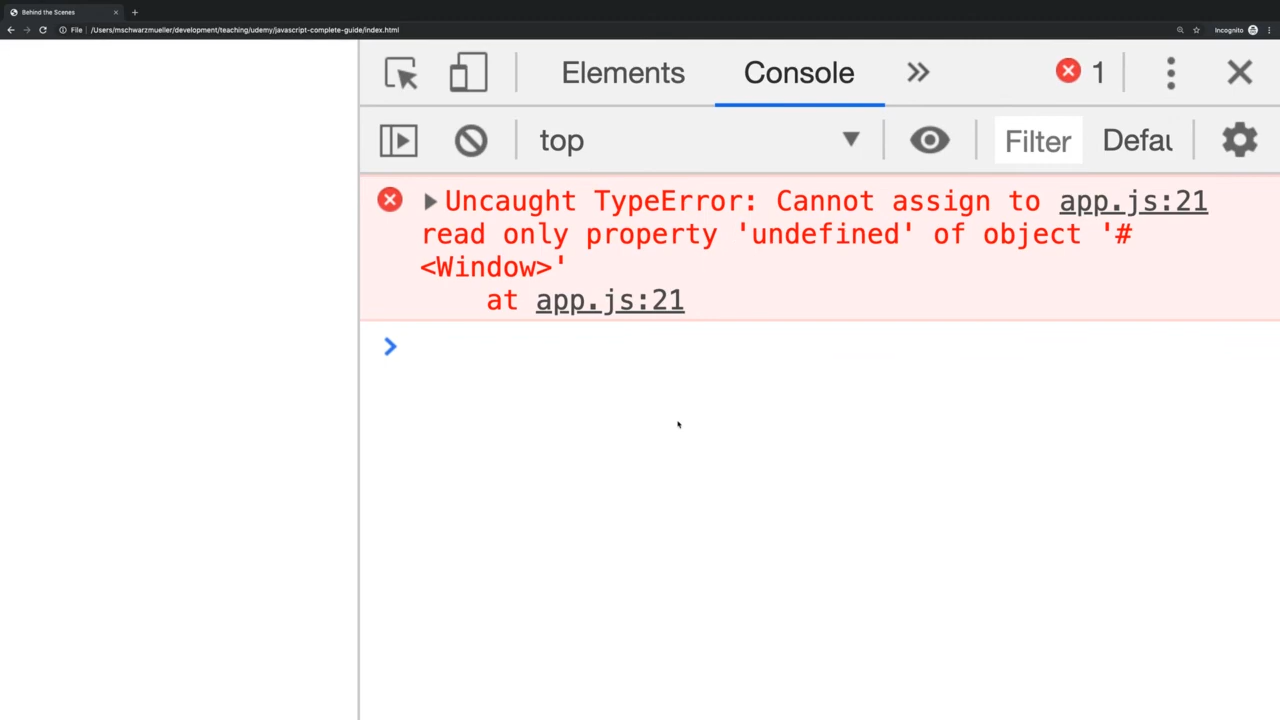 Behind the Scenes
File /Users/mschwarzmueller/development/teaching/udemy/javascript-complete-guide/index.html Incognito
Elements Console 1
top Filter Defau
Uncaught TypeError: Cannot assign to app.js:21
read only property 'undefined' of object '#
<Window>'
at app.js:21